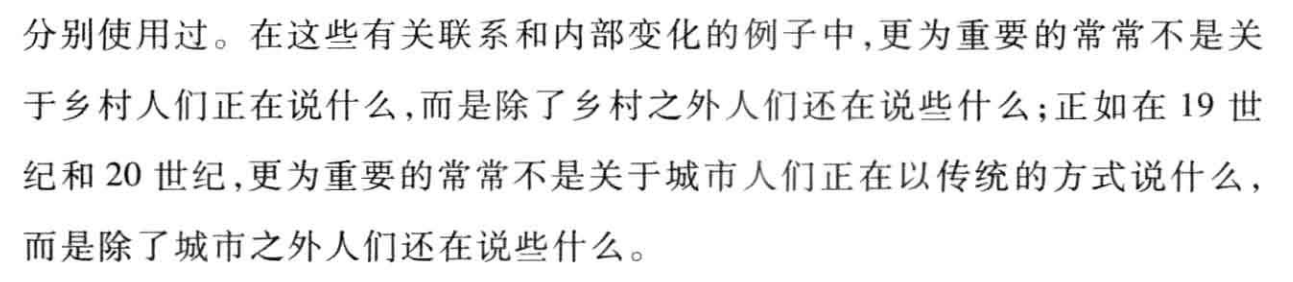 分别使用过。在这些有关联系和内部变化的例子中,更为重要的常常不是关
于乡村人们正在说什么,而是除了乡村之外人们还在说些什么;正如在 19 世
纪和 20 世纪,更为重要的常常不是关于城市人们正在以传统的方式说什么,
而是除了城市之外人们还在说些什么。